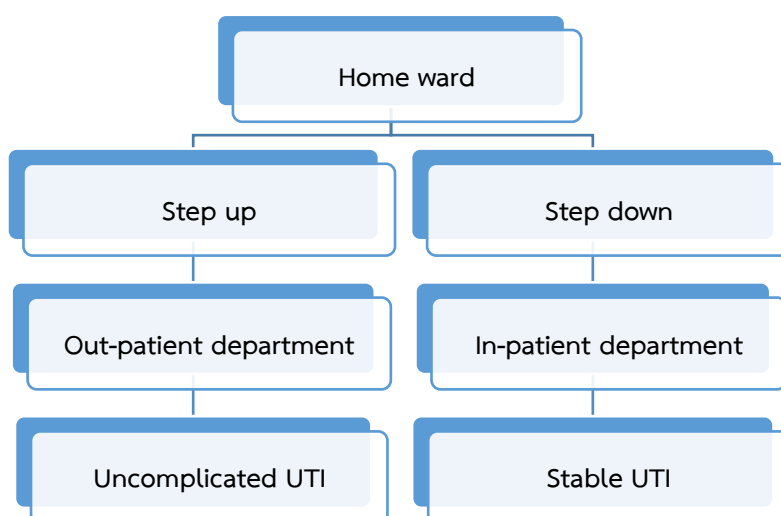 Home ward
Step up
Step down
Out-patient department
In-patient department
Uncomplicated UTI
Stable UTI